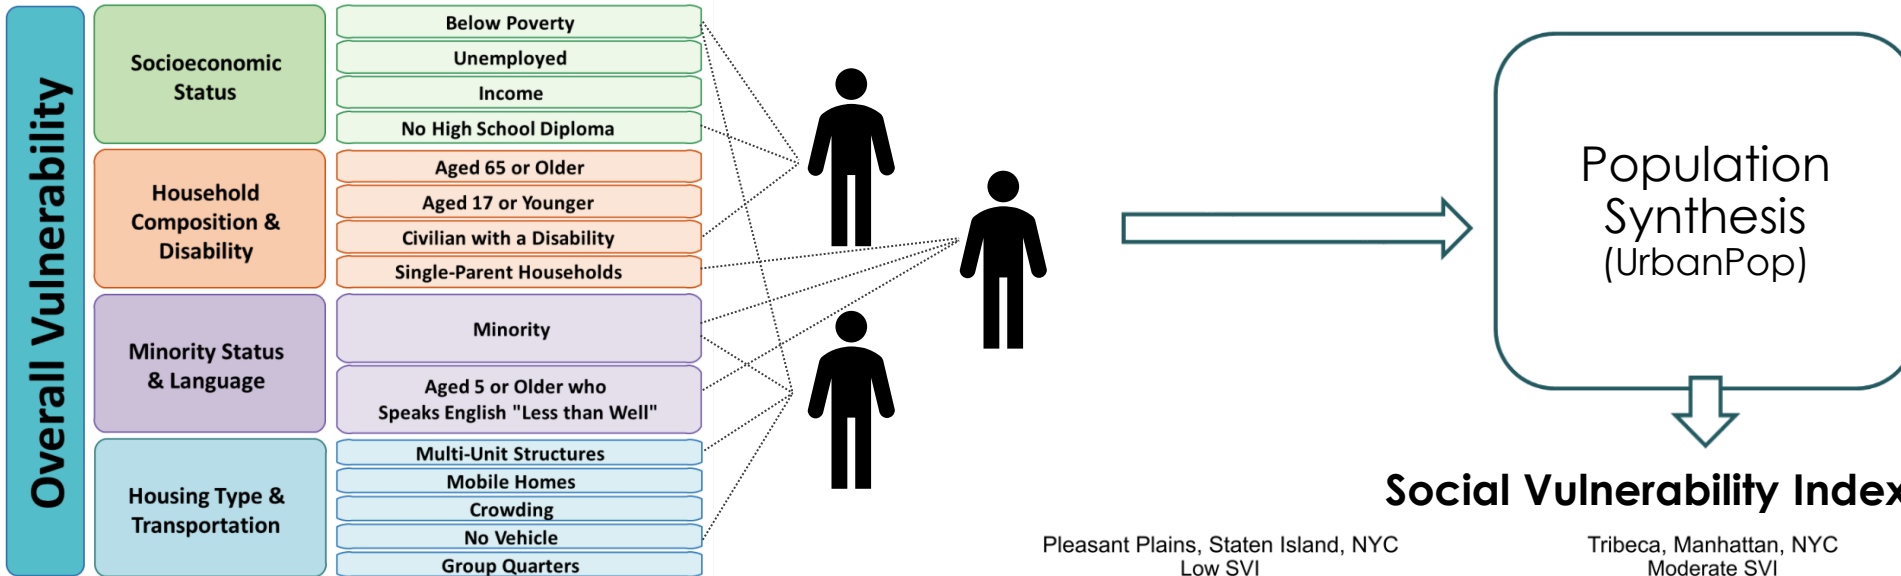 Overall Vulnerability
Socioeconomic
Status
Below Poverty
Unemployed
Income
No High School Diploma
Household
Composition &
Disability
Aged 65 or Older
Aged 17 or Younger
Civilian with a Disability
Single-Parent Households
Minority Status
& Language
Minority
Aged 5 or Older who
Speaks English "Less than Well"
Housing Type &
Transportation
Multi-Unit Structures
Mobile Homes
Crowding
No Vehicle
Group Quarters
Population
Synthesis
(UrbanPop)
Social Vulnerability Index
Pleasant Plains, Staten Island, NYC
Low SVI
Tribeca, Manhattan, NYC
Moderate SVI